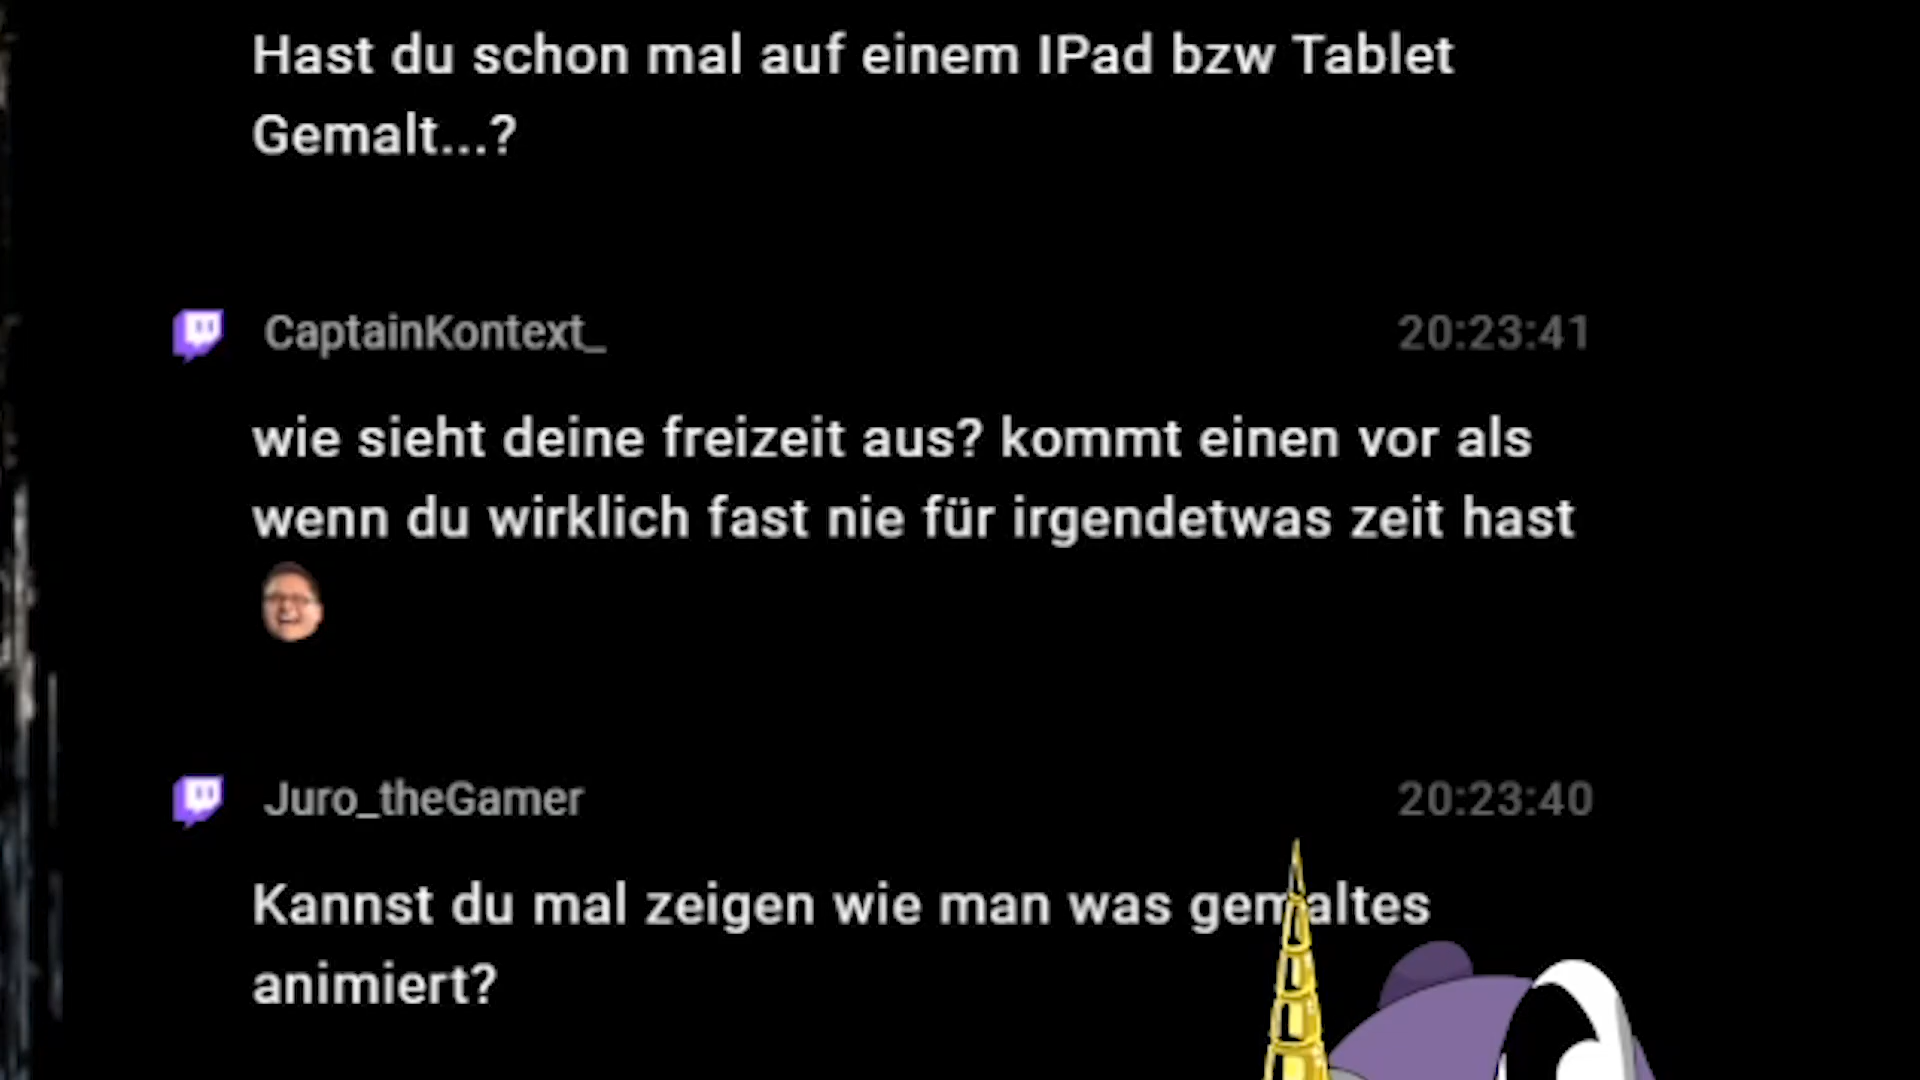 Hast du schon mal auf einem IPad bzw Tablet
Gemalt...?
CaptainKontext_ 20:23:41
wie sieht deine freizeit aus? kommt einen vor als
wenn du wirklich fast nie für irgendetwas zeit hast
Juro_theGamer 20:23:40
Kannst du mal zeigen wie man was gemaltes
animiert?